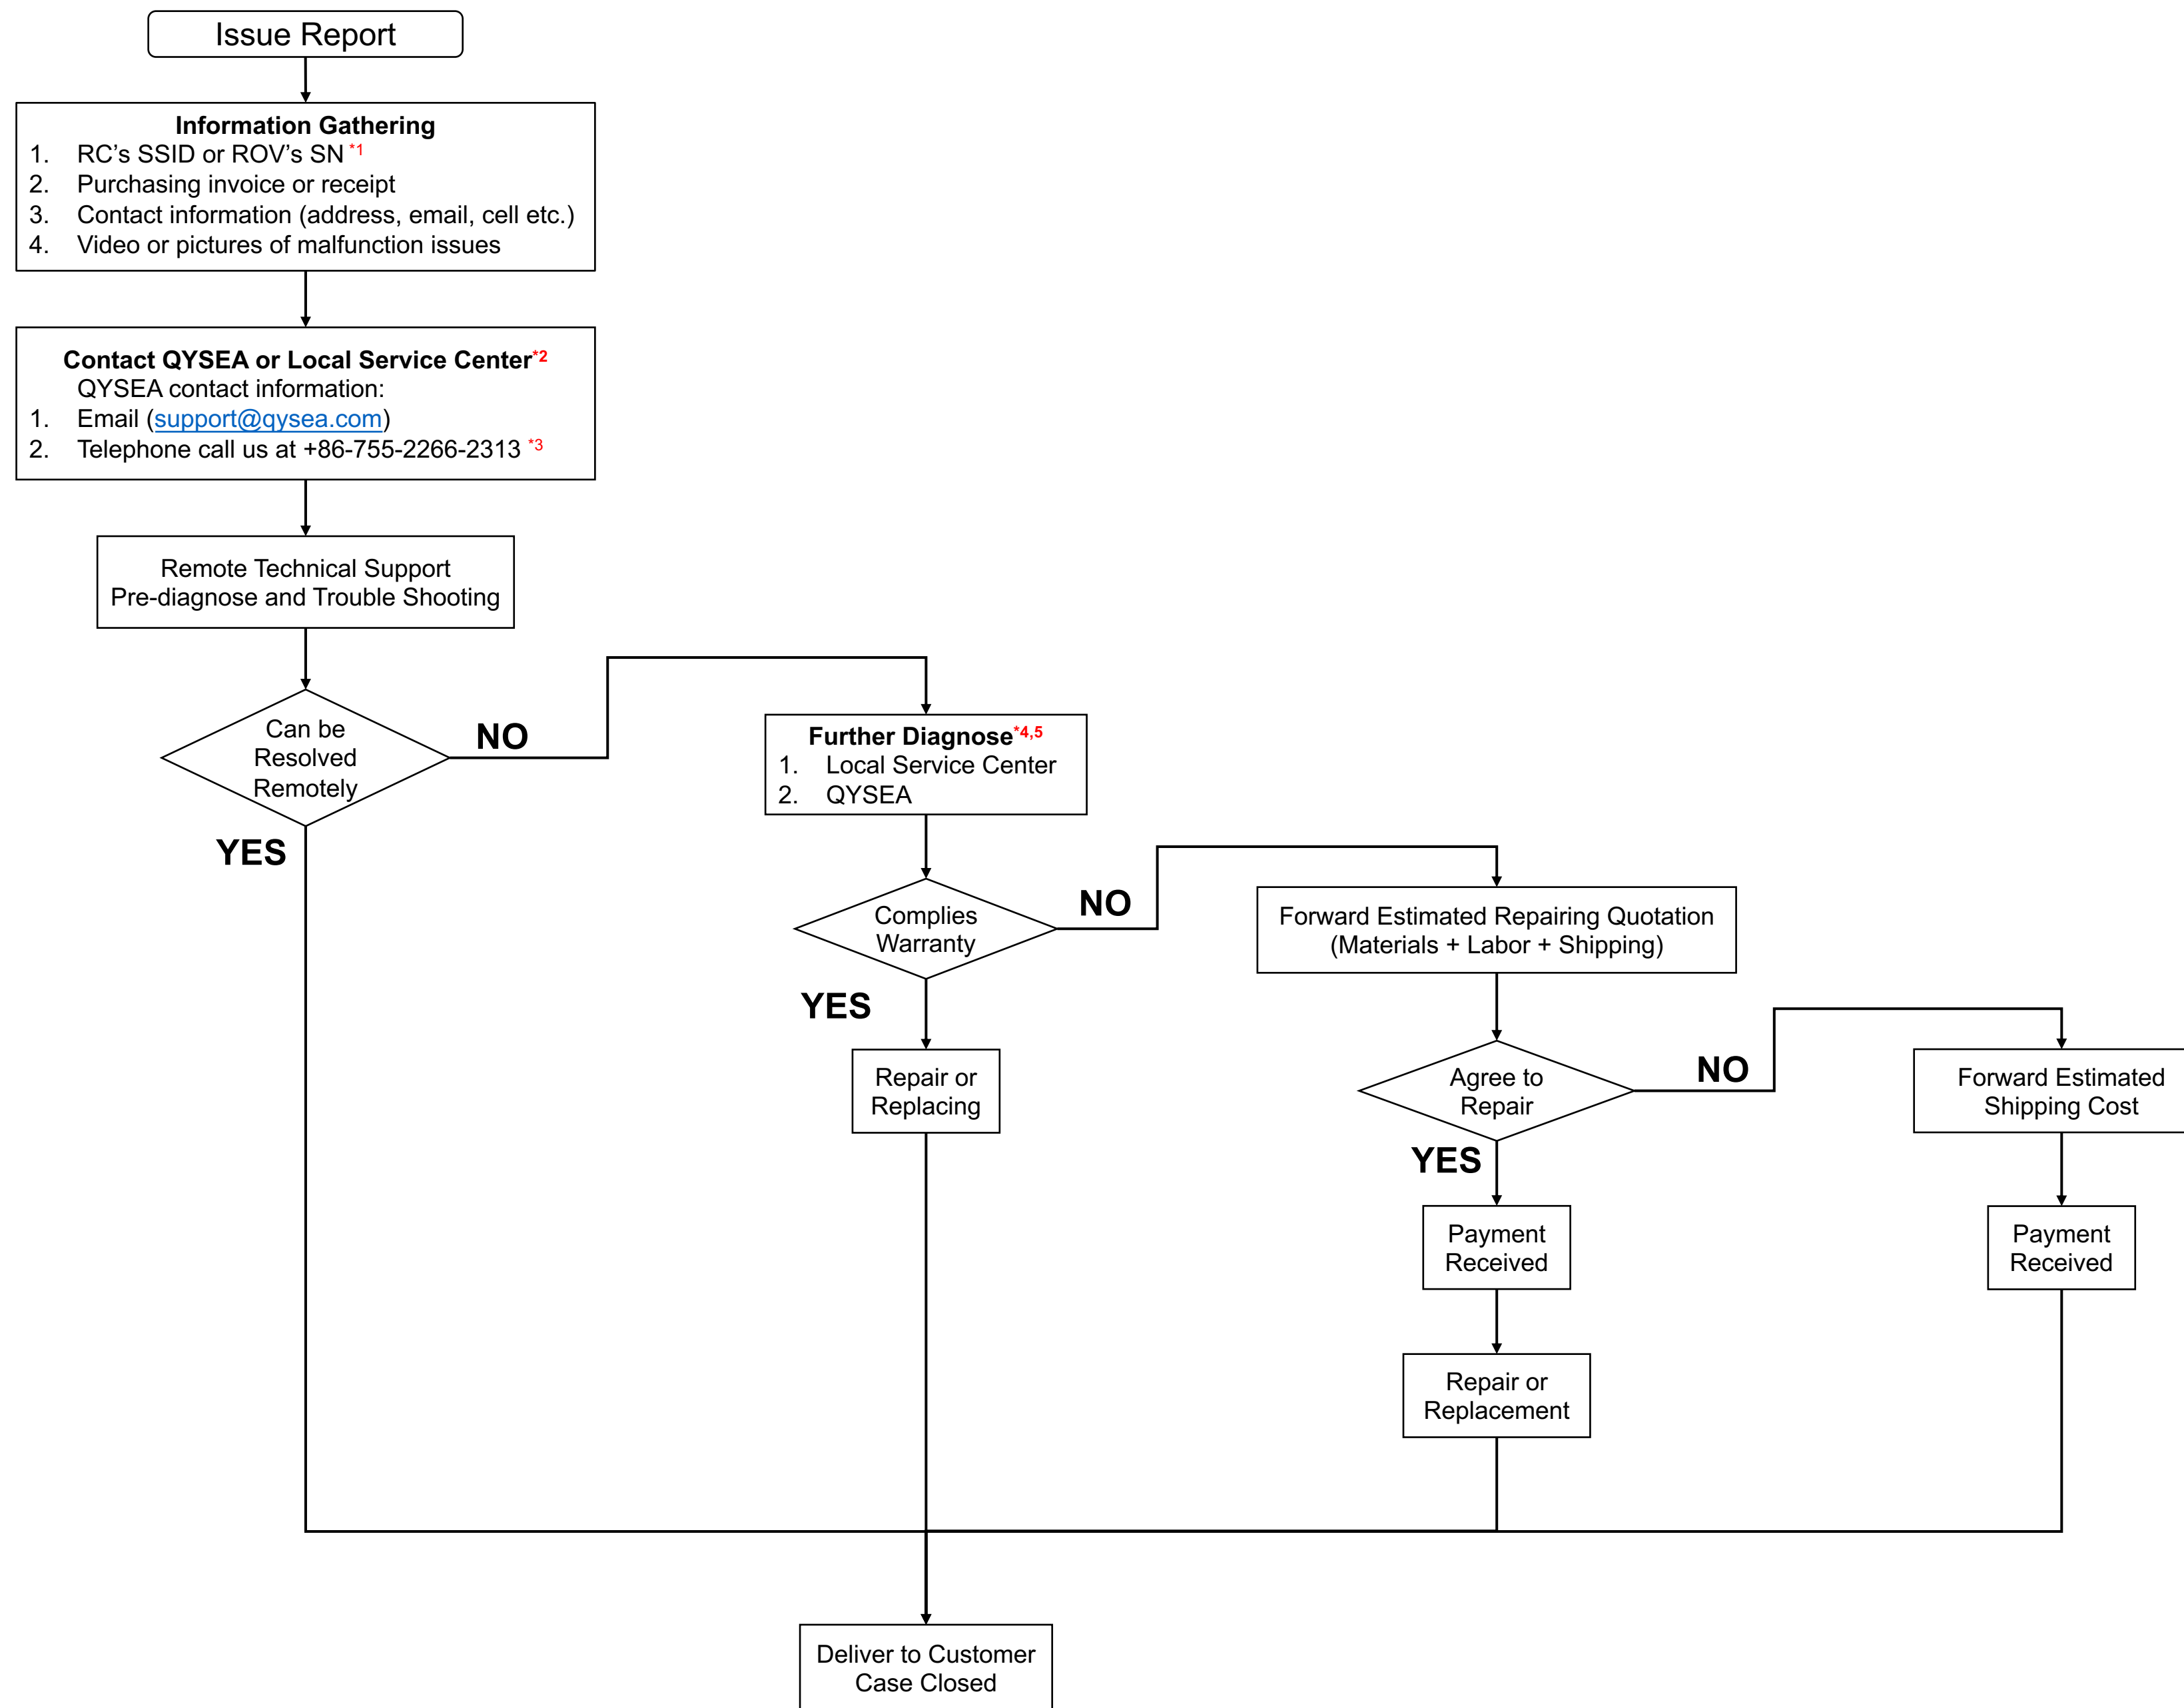 Issue Report
Information Gathering
1. RC's SSID or ROV's SN *1
2. Purchasing invoice or receipt
3. Contact information (address, email, cell etc.)
4. Video or pictures of malfunction issues
Contact QYSEA or Local Service Center*2
QYSEA contact information:
1. Email (support@qysea.com)
2. Telephone call us at +86-755-2266-2313 *3
Remote Technical Support
Pre-diagnose and Trouble Shooting
Can be
Resolved
Remotely
NO
YES
Further Diagnose*4,5
1. Local Service Center
2. QYSEA
Complies
Warranty
NO
YES
Repair or
Replacing
Forward Estimated Repairing Quotation
(Materials + Labor + Shipping)
Agree to
Repair
NO
YES
Payment
Received
Repair or
Replacement
Forward Estimated
Shipping Cost
Payment
Received
Deliver to Customer
Case Closed